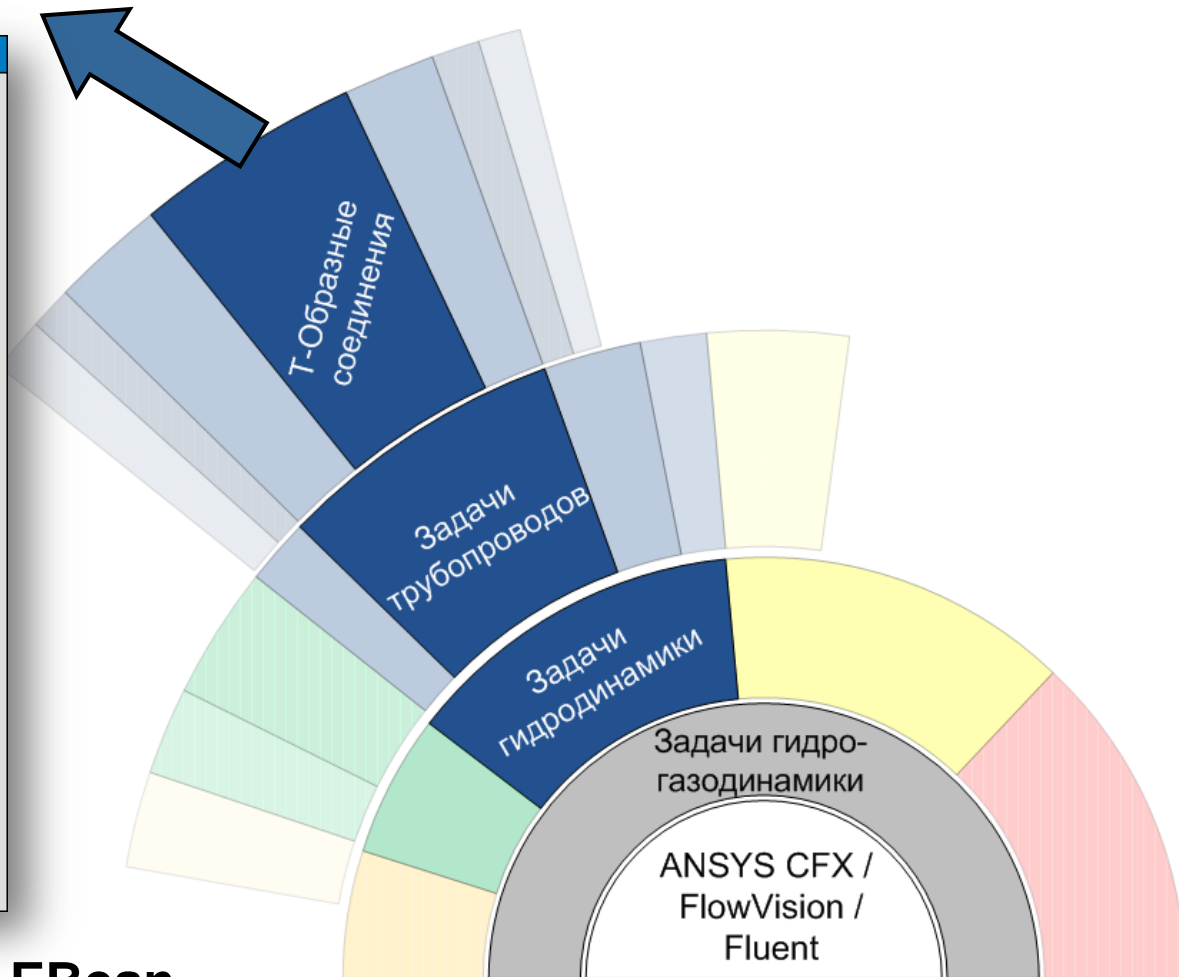 Т-Образные
соединения
Задачи
трубопроводов
Задачи
гидродинамики
Задачи гидро-
газодинамики
ANSYS CFX /
FlowVision /
Fluent